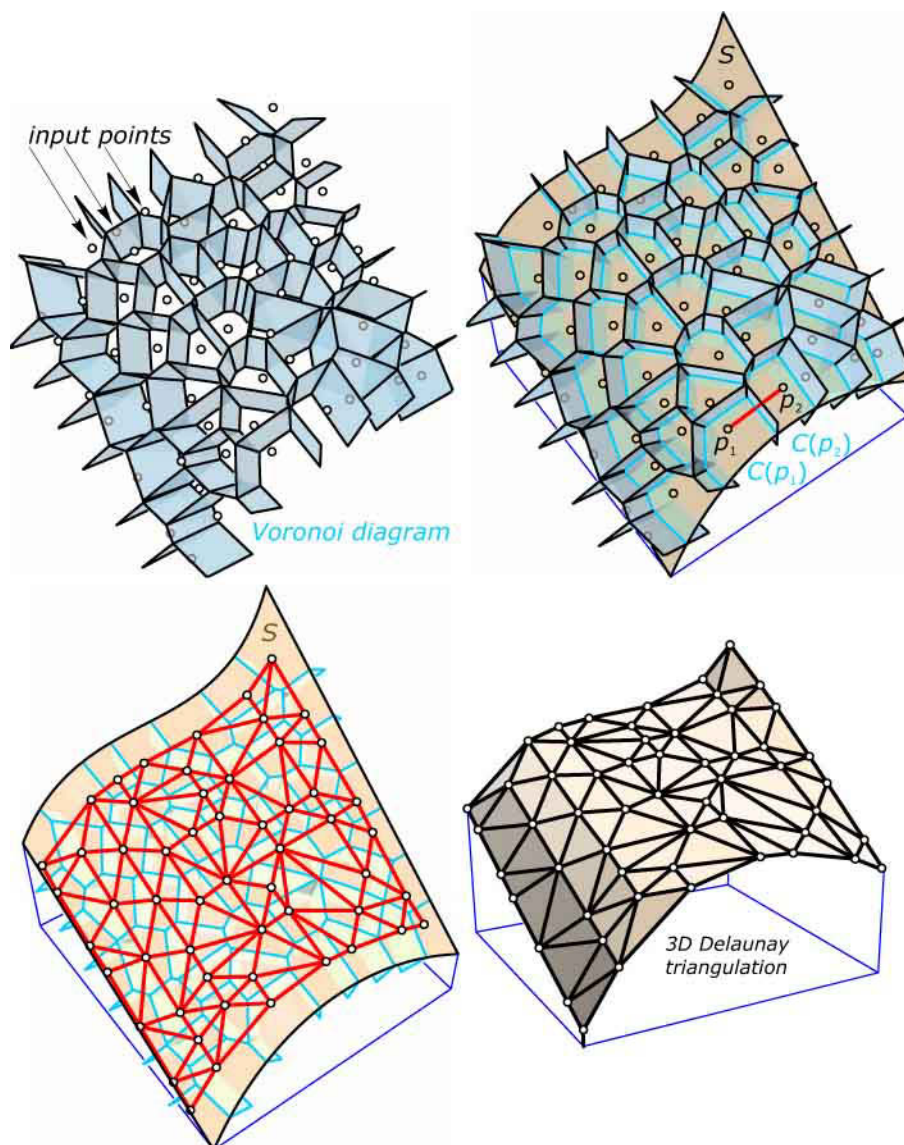 input points
Voronoi diagram
S
p₁
p₂
C(p₂)
C(p₁)
S
3D Delaunay
triangulation